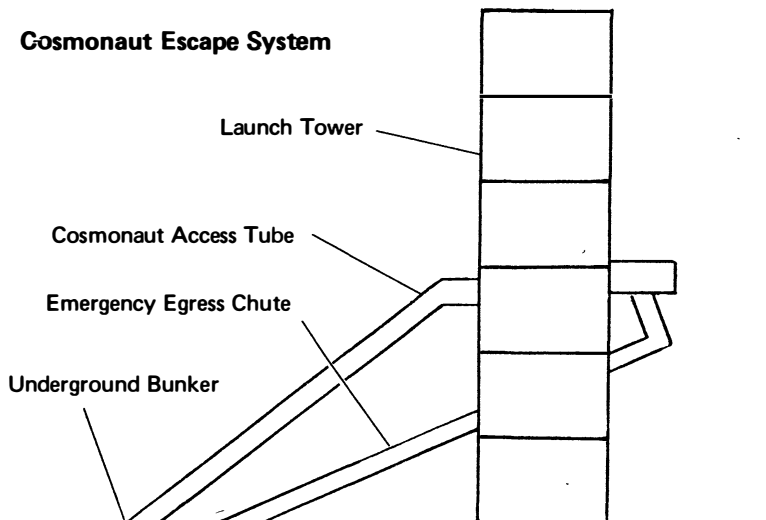 Cosmonaut Escape System
Launch Tower
Cosmonaut Access Tube
Emergency Egress Chute
Underground Bunker